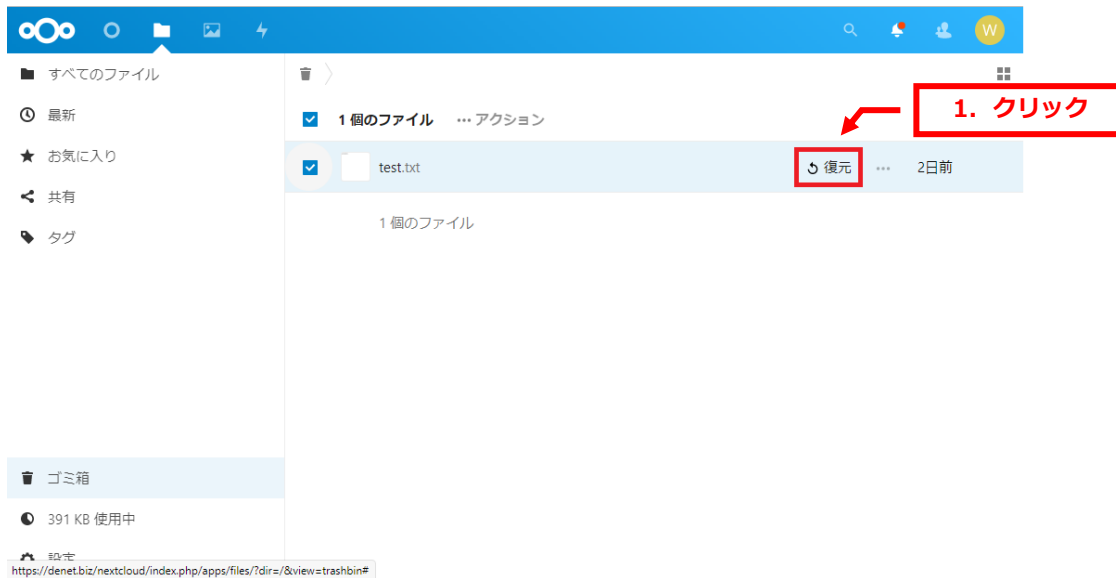 W
すべてのファイル
最新
1. クリック
1 個のファイル ••• アクション
お気に入り
test.txt 復元 ••• 2日前
共有
1 個のファイル
タグ
ゴミ箱
391 KB 使用中
設定
https://denet.biz/nextcloud/index.php/apps/files/?dir=/&view=trashbin#